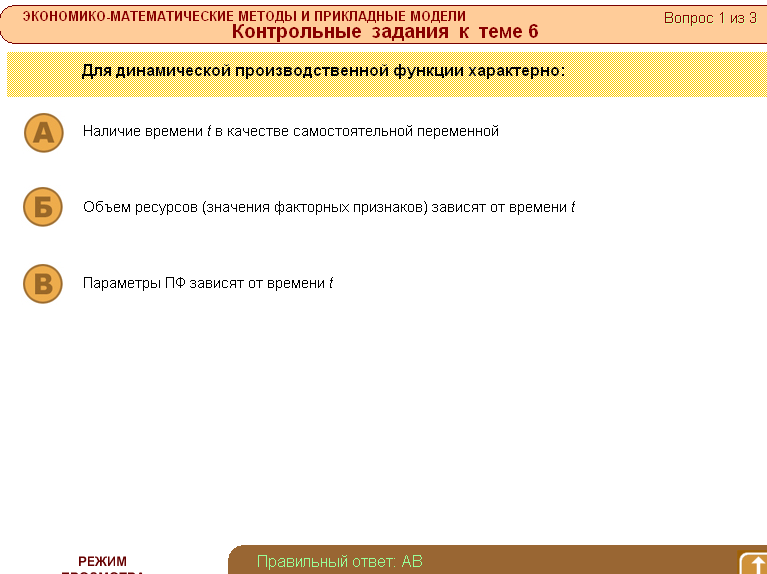 ЭКОНОМИКО-МАТЕМАТИЧЕСКИЕ МЕТОДЫ И ПРИКЛАДНЫЕ МОДЕЛИ
Вопрос 1 из 3
Контрольные задания к теме 6
Для динамической производственной функции характерно:
А Наличие времени t в качестве самостоятельной переменной
Б Объем ресурсов (значения факторных признаков) зависят от времени t
В Параметры ПФ зависят от времени t
РЕЖИМ
Правильный ответ: АВ